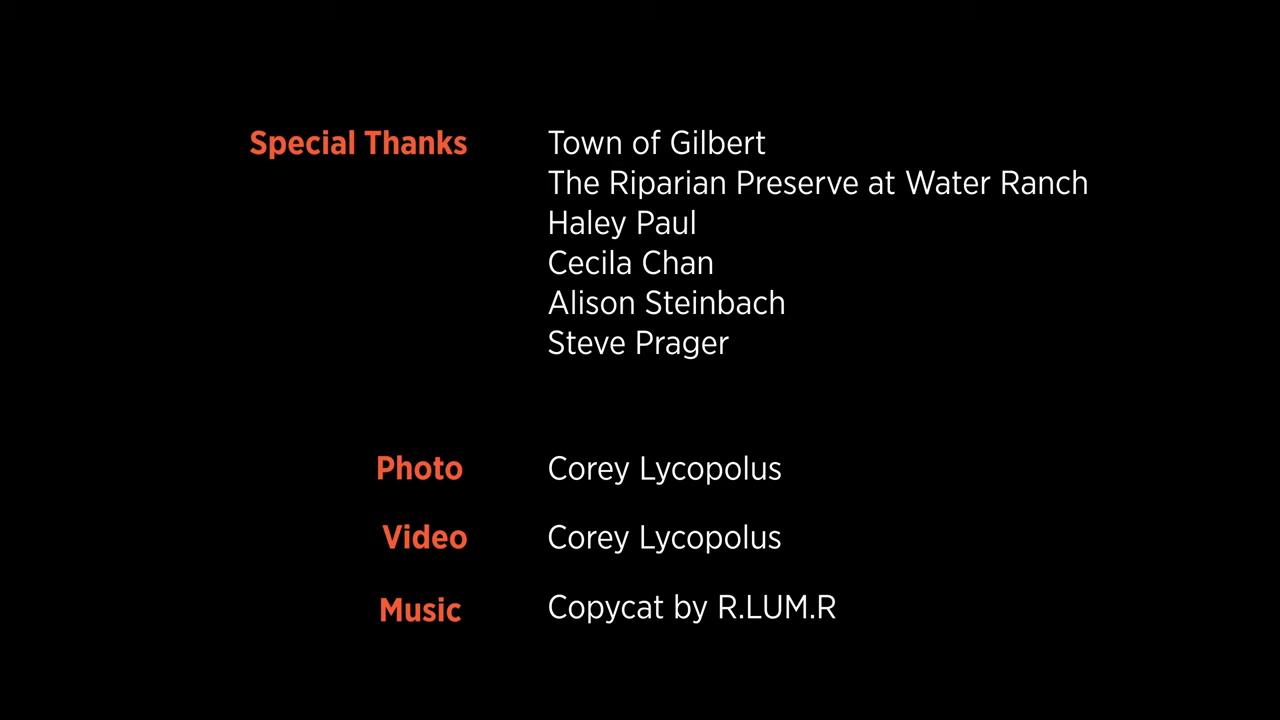 Special Thanks Town of Gilbert
The Riparian Preserve at Water Ranch
Haley Paul
Cecila Chan
Alison Steinbach
Steve Prager
Photo Corey Lycopolus
Video Corey Lycopolus
Music Copycat by R.LUM.R